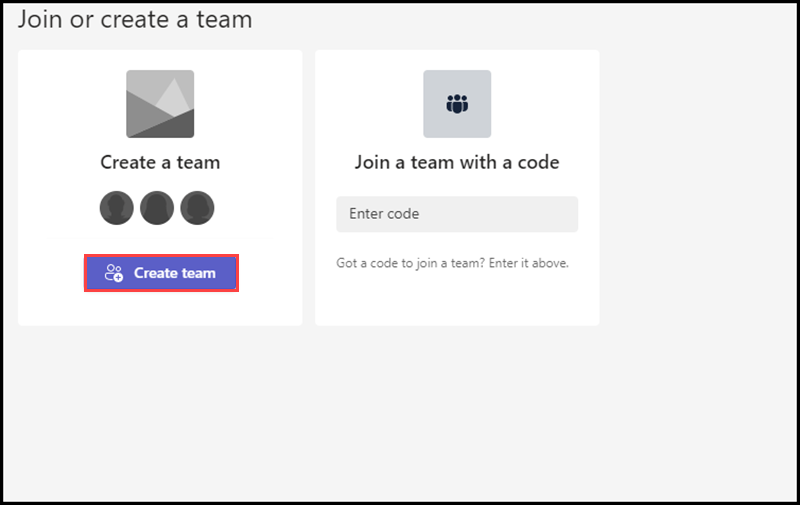 Join or create a team
Create a team
Create team
Join a team with a code
Enter code
Got a code to join a team? Enter it above.